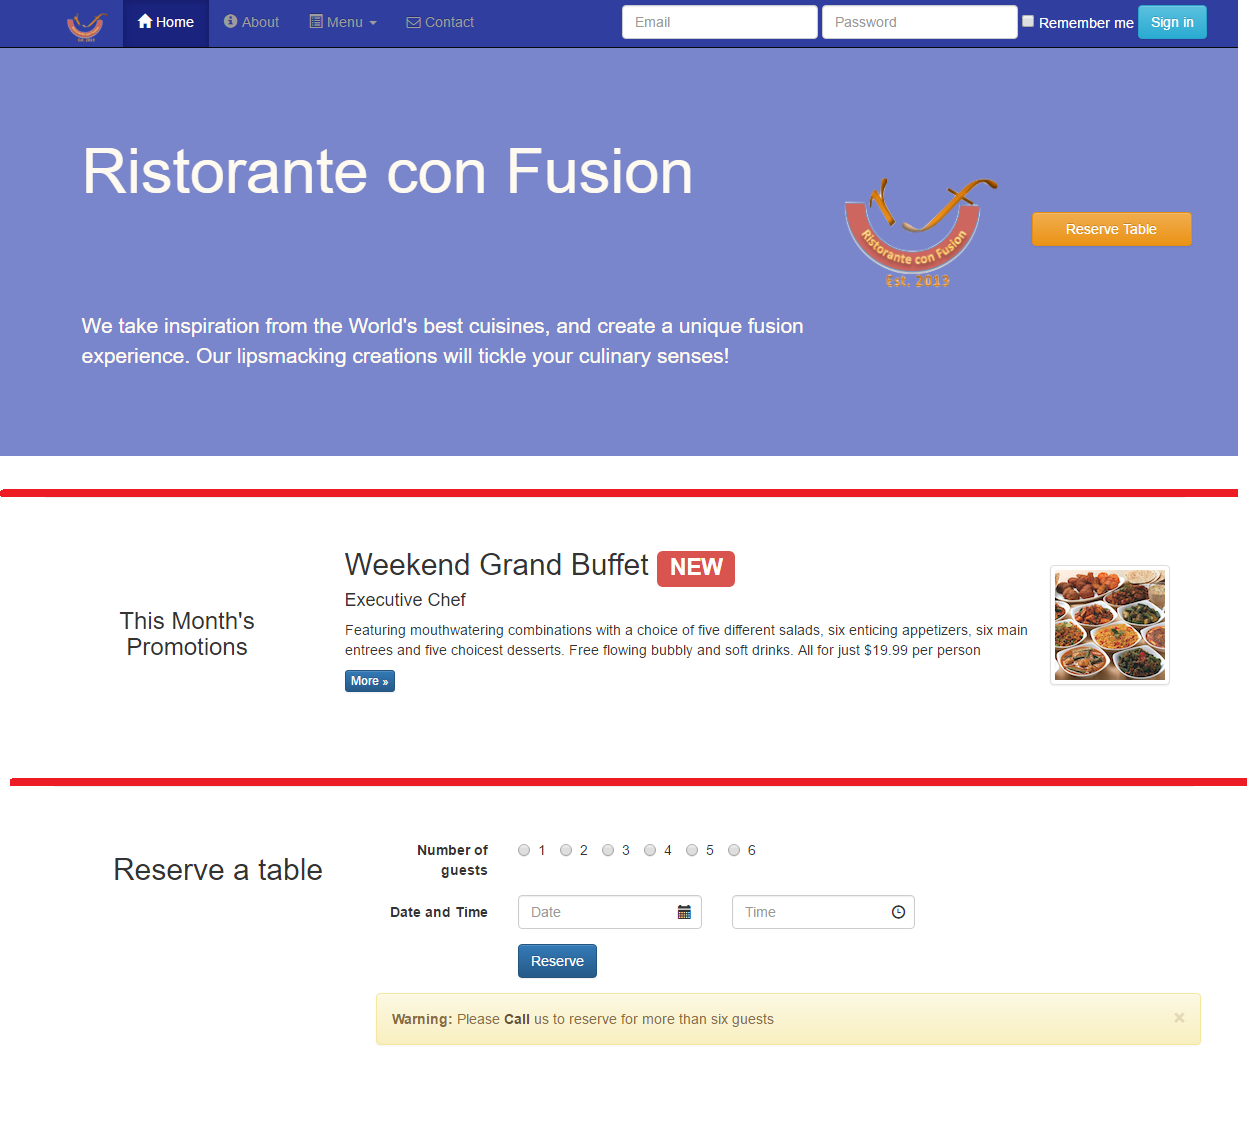 Home About Menu Contact Email Password Remember me Sign in
Ristorante con Fusion
Ristorante con Fusion
Est. 2013
Reserve Table
We take inspiration from the World's best cuisines, and create a unique fusion
experience. Our lipsmacking creations will tickle your culinary senses!
Weekend Grand Buffet NEW
Executive Chef
This Month's
Promotions
Featuring mouthwatering combinations with a choice of five different salads, six enticing appetizers, six main
entrees and five choicest desserts. Free flowing bubbly and soft drinks. All for just $19.99 per person
More »
Reserve a table
Number of
guests
1 2 3 4 5 6
Date and Time Date Time
Reserve
Warning: Please Call us to reserve for more than six guests ×